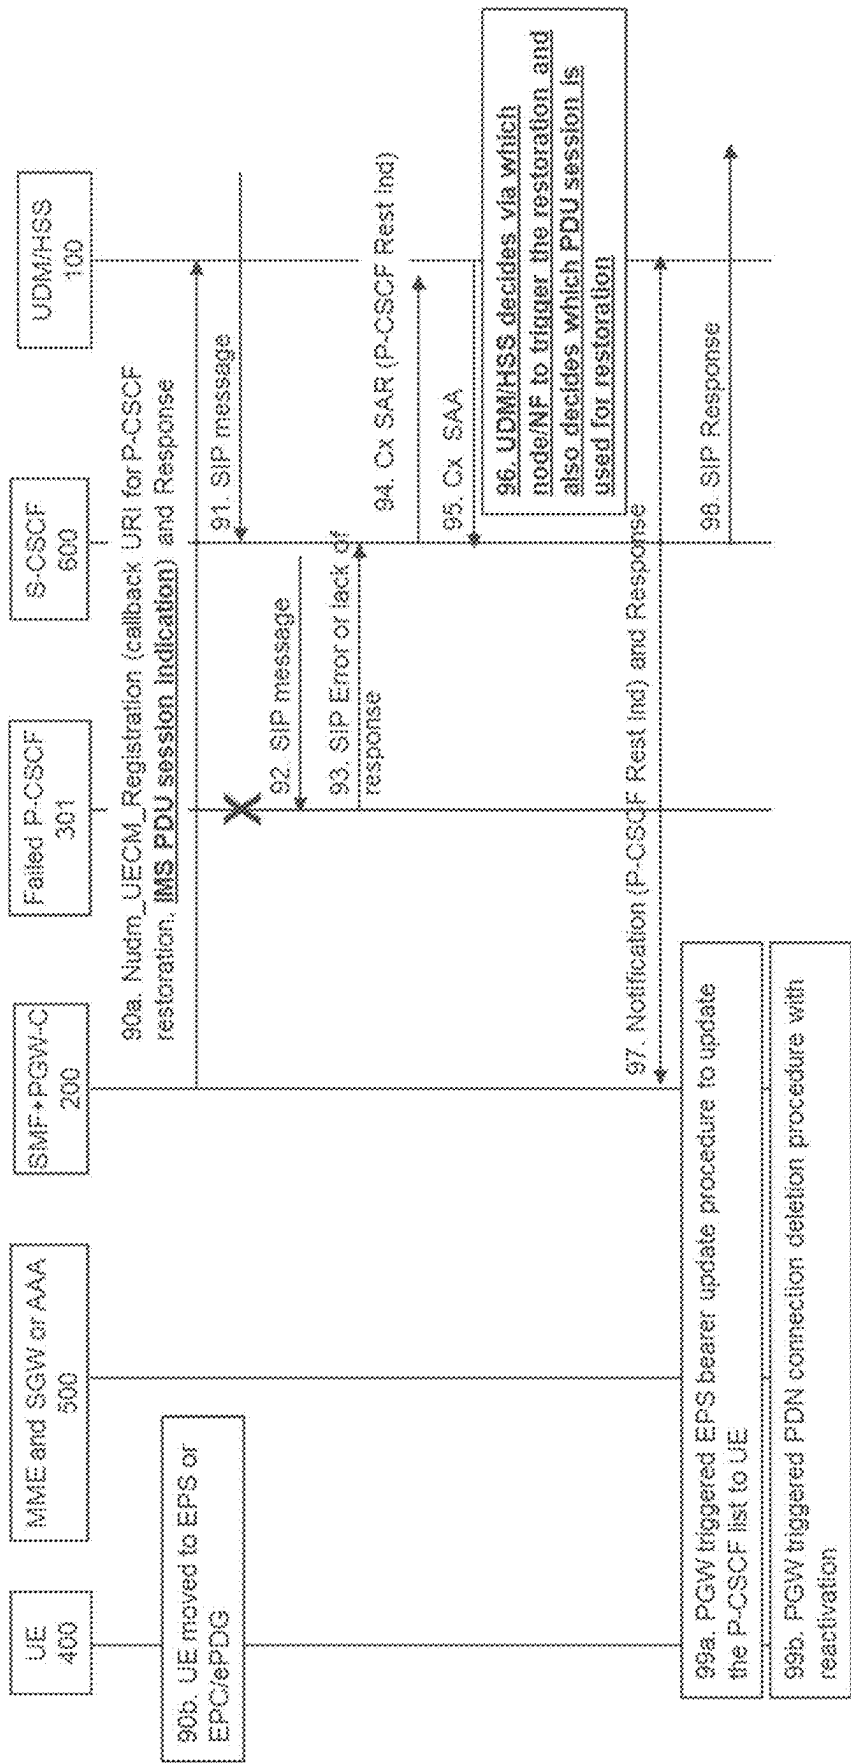 UE
400
MME and SGW or AAA
500
SMF+PGW-C
200
Failed P-CSCF
301
S-CSCF
600
UDM/HSS
100
90a. Nudm_UECM_Registration (callback URI for P-CSCF
restoration, IMS PDU session indication) and Response
90b. UE moved to EPS or
EPC/ePDG
91. SIP message
92. SIP message
93. SIP Error or lack of
response
94. Cx SAR (P-CSCF Rest Ind)
95. Cx SAA
96. UDM/HSS decides via which
node/NF to trigger the restoration and
also decides which PDU session is
used for restoration
97. Notification (P-CSCF Rest Ind) and Response
98. SIP Response
99a. PGW triggered EPS bearer update procedure to update
the P-CSCF list to UE
99b. PGW triggered PDN connection deletion procedure with
reactivation